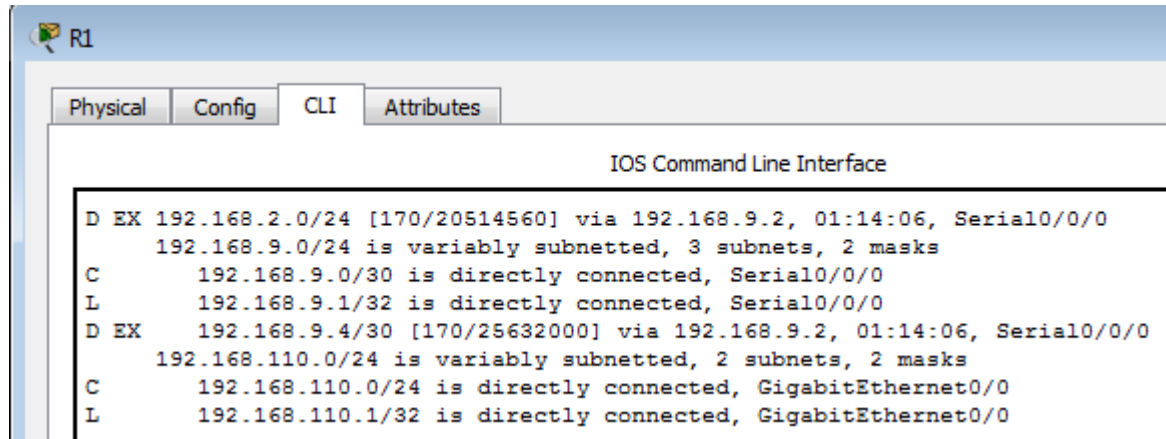 R1
Physical Config CLI Attributes
IOS Command Line Interface
D EX 192.168.2.0/24 [170/20514560] via 192.168.9.2, 01:14:06, Serial0/0/0
192.168.9.0/24 is variably subnetted, 3 subnets, 2 masks
C 192.168.9.0/30 is directly connected, Serial0/0/0
L 192.168.9.1/32 is directly connected, Serial0/0/0
D EX 192.168.9.4/30 [170/25632000] via 192.168.9.2, 01:14:06, Serial0/0/0
192.168.110.0/24 is variably subnetted, 2 subnets, 2 masks
C 192.168.110.0/24 is directly connected, GigabitEthernet0/0
L 192.168.110.1/32 is directly connected, GigabitEthernet0/0